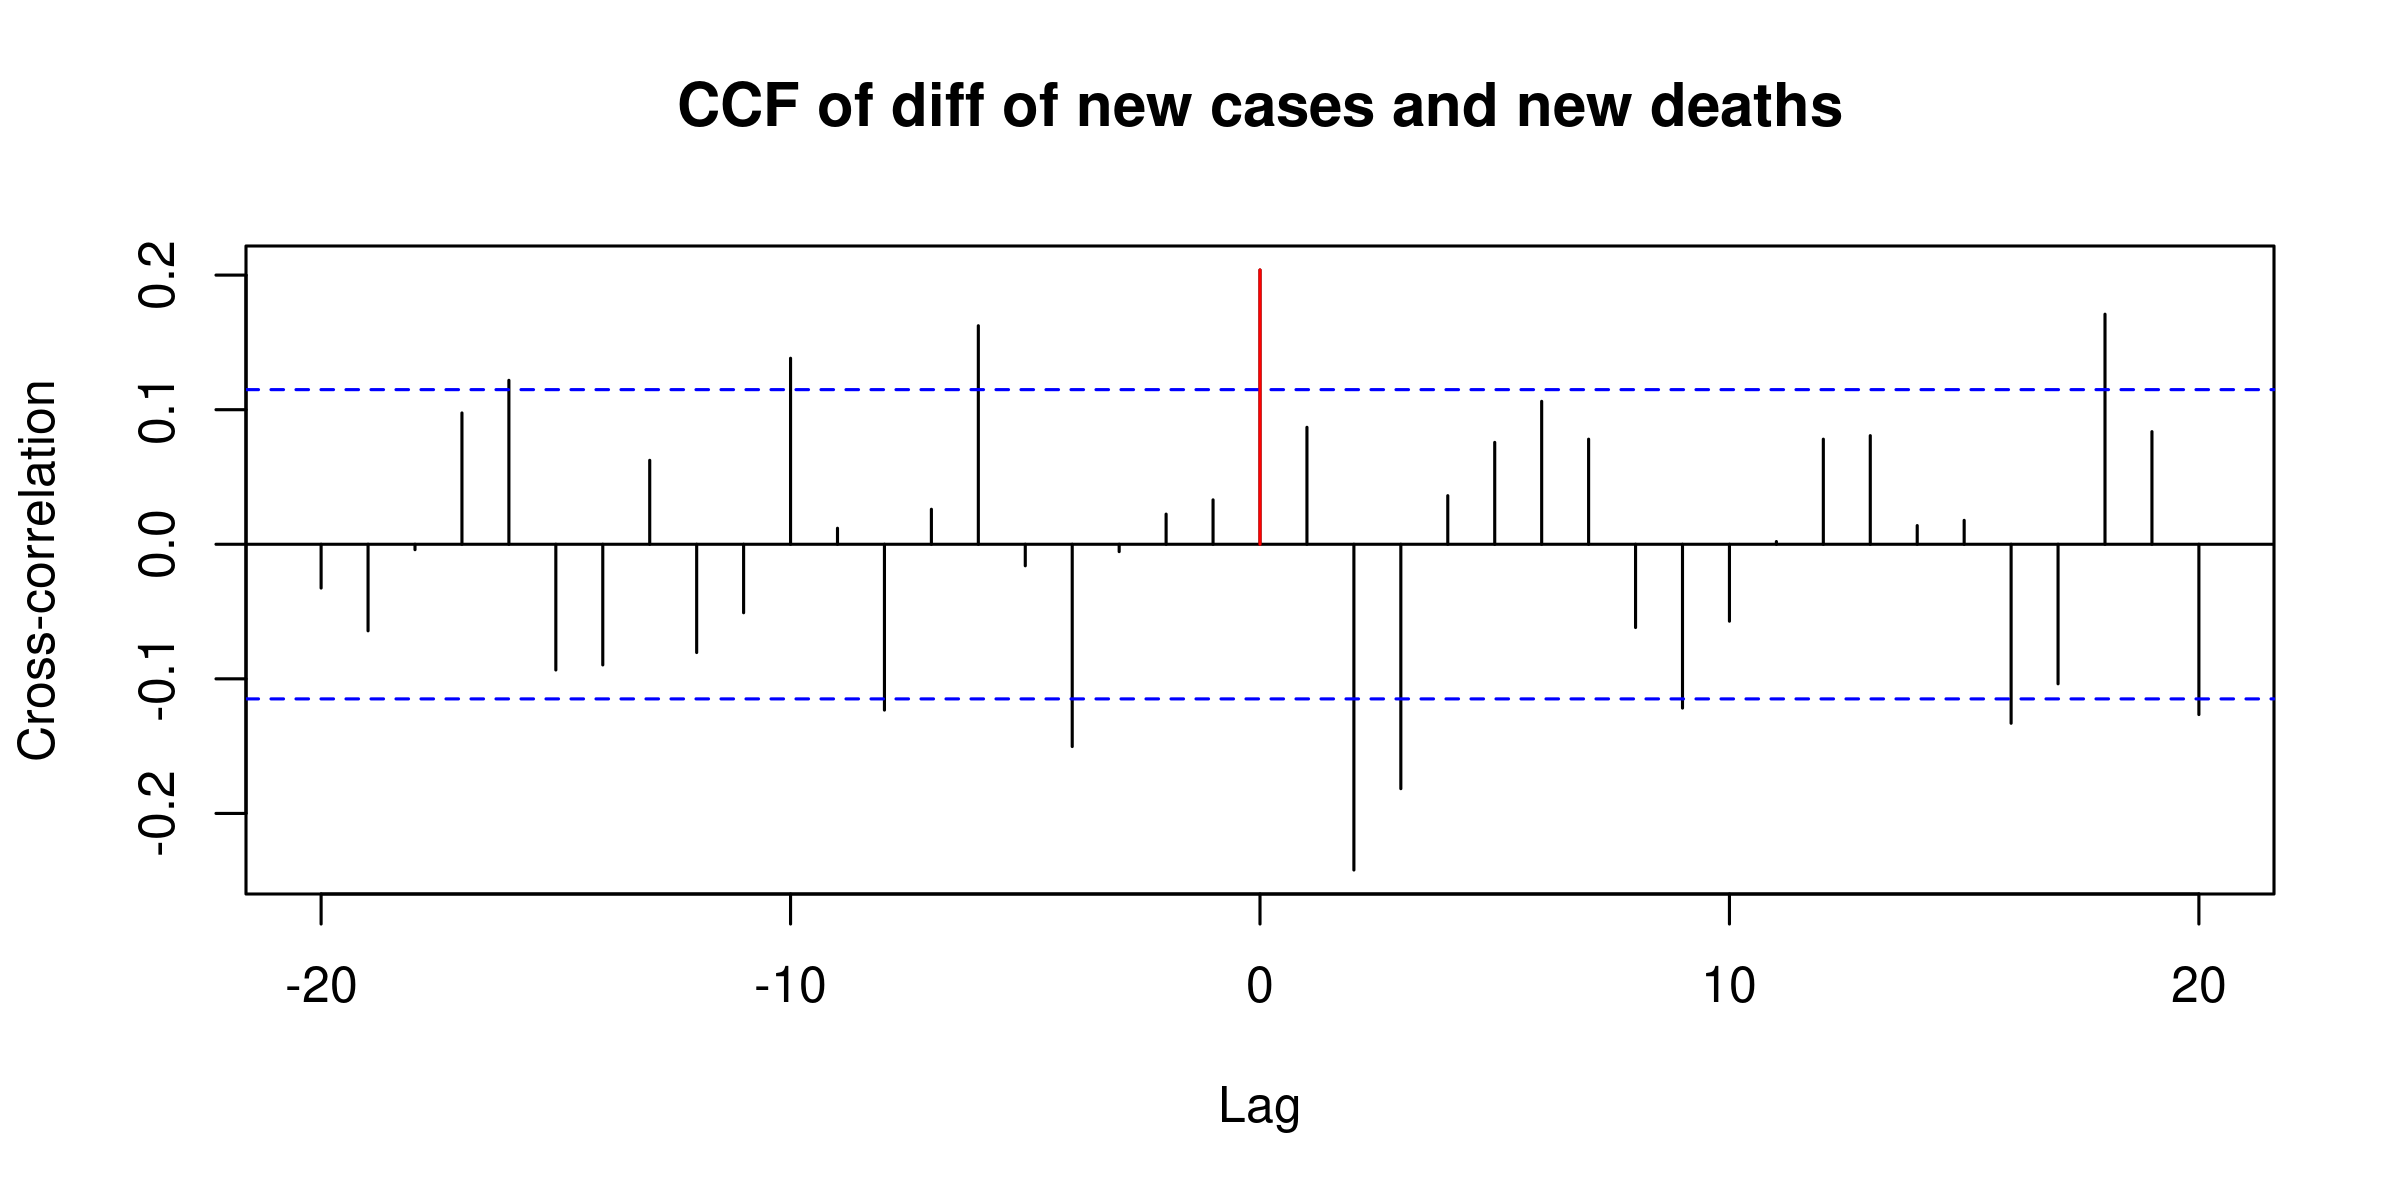 CCF of diff of new cases and new deaths
Cross-correlation
0.2
0.1
0.0
-0.1
-0.2
-20 -10 0 10 20
Lag